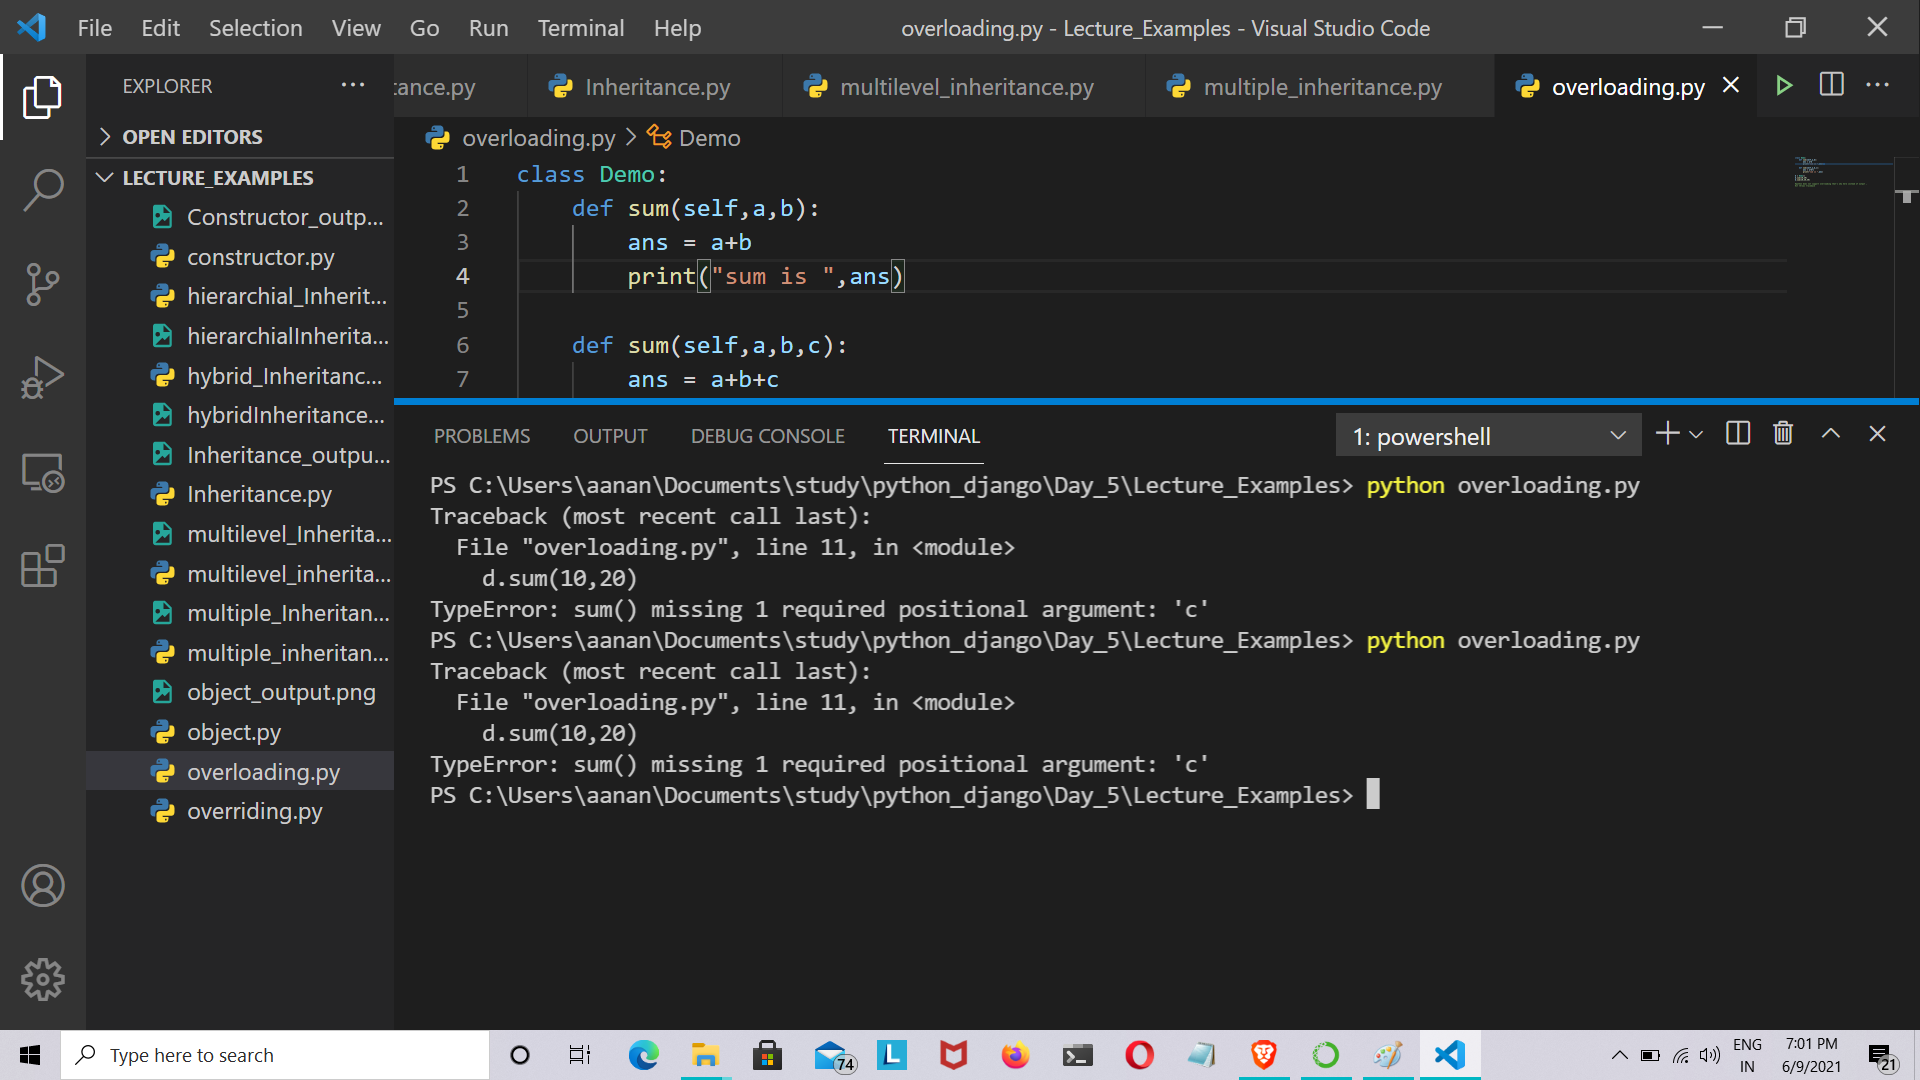 File Edit Selection View Go Run Terminal Help
overloading.py - Lecture_Examples - Visual Studio Code
EXPLORER
tance.py
Inheritance.py
multilevel_inheritance.py
multiple_inheritance.py
overloading.py
OPEN EDITORS
overloading.py > Demo
LECTURE_EXAMPLES
Constructor_outp...
constructor.py
hierarchial_Inherit...
hierarchialInherita...
hybrid_Inheritanc...
hybridInheritance...
Inheritance_outpu...
Inheritance.py
multilevel_Inherita...
multilevel_inherita...
multiple_Inheritan...
multiple_inheritan...
object_output.png
object.py
overloading.py
overriding.py
1 class Demo:
2 def sum(self,a,b):
3 ans = a+b
4 print("sum is ",ans)
5
6 def sum(self,a,b,c):
7 ans = a+b+c
PROBLEMS OUTPUT DEBUG CONSOLE TERMINAL
1: powershell
PS C:\Users\aanan\Documents\study\python_django\Day_5\Lecture_Examples> python overloading.py
Traceback (most recent call last):
File "overloading.py", line 11, in <module>
d.sum(10,20)
TypeError: sum() missing 1 required positional argument: 'c'
PS C:\Users\aanan\Documents\study\python_django\Day_5\Lecture_Examples> python overloading.py
Traceback (most recent call last):
File "overloading.py", line 11, in <module>
d.sum(10,20)
TypeError: sum() missing 1 required positional argument: 'c'
PS C:\Users\aanan\Documents\study\python_django\Day_5\Lecture_Examples>
Type here to search
74
L
ENG
IN
7:01 PM
6/9/2021
21